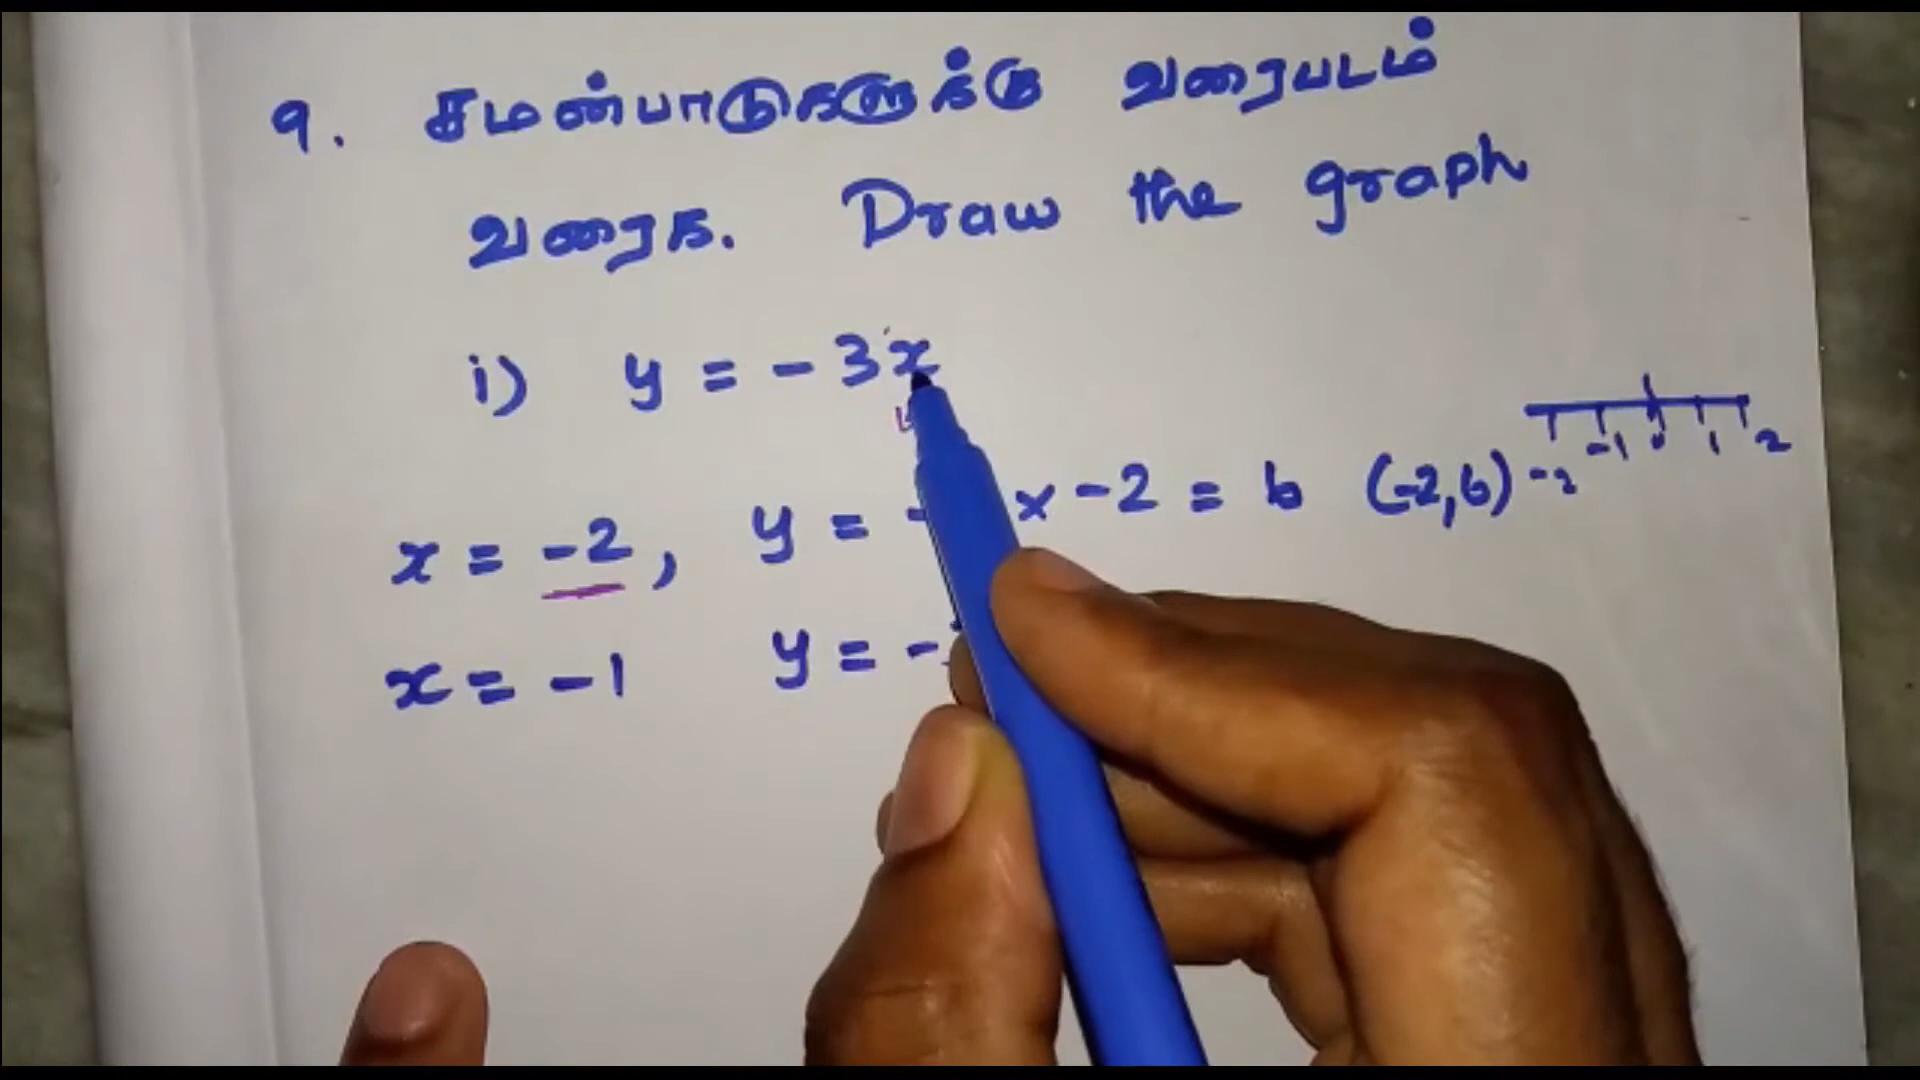 9. சமன்பாடுகளுக்கு வரைபடம்
வரைக. Draw the graph
i) y = - 3x
x = -2, y = - x -2 = 6 (-2,6)
-2 -1 0 1 2
x = -1 y = -